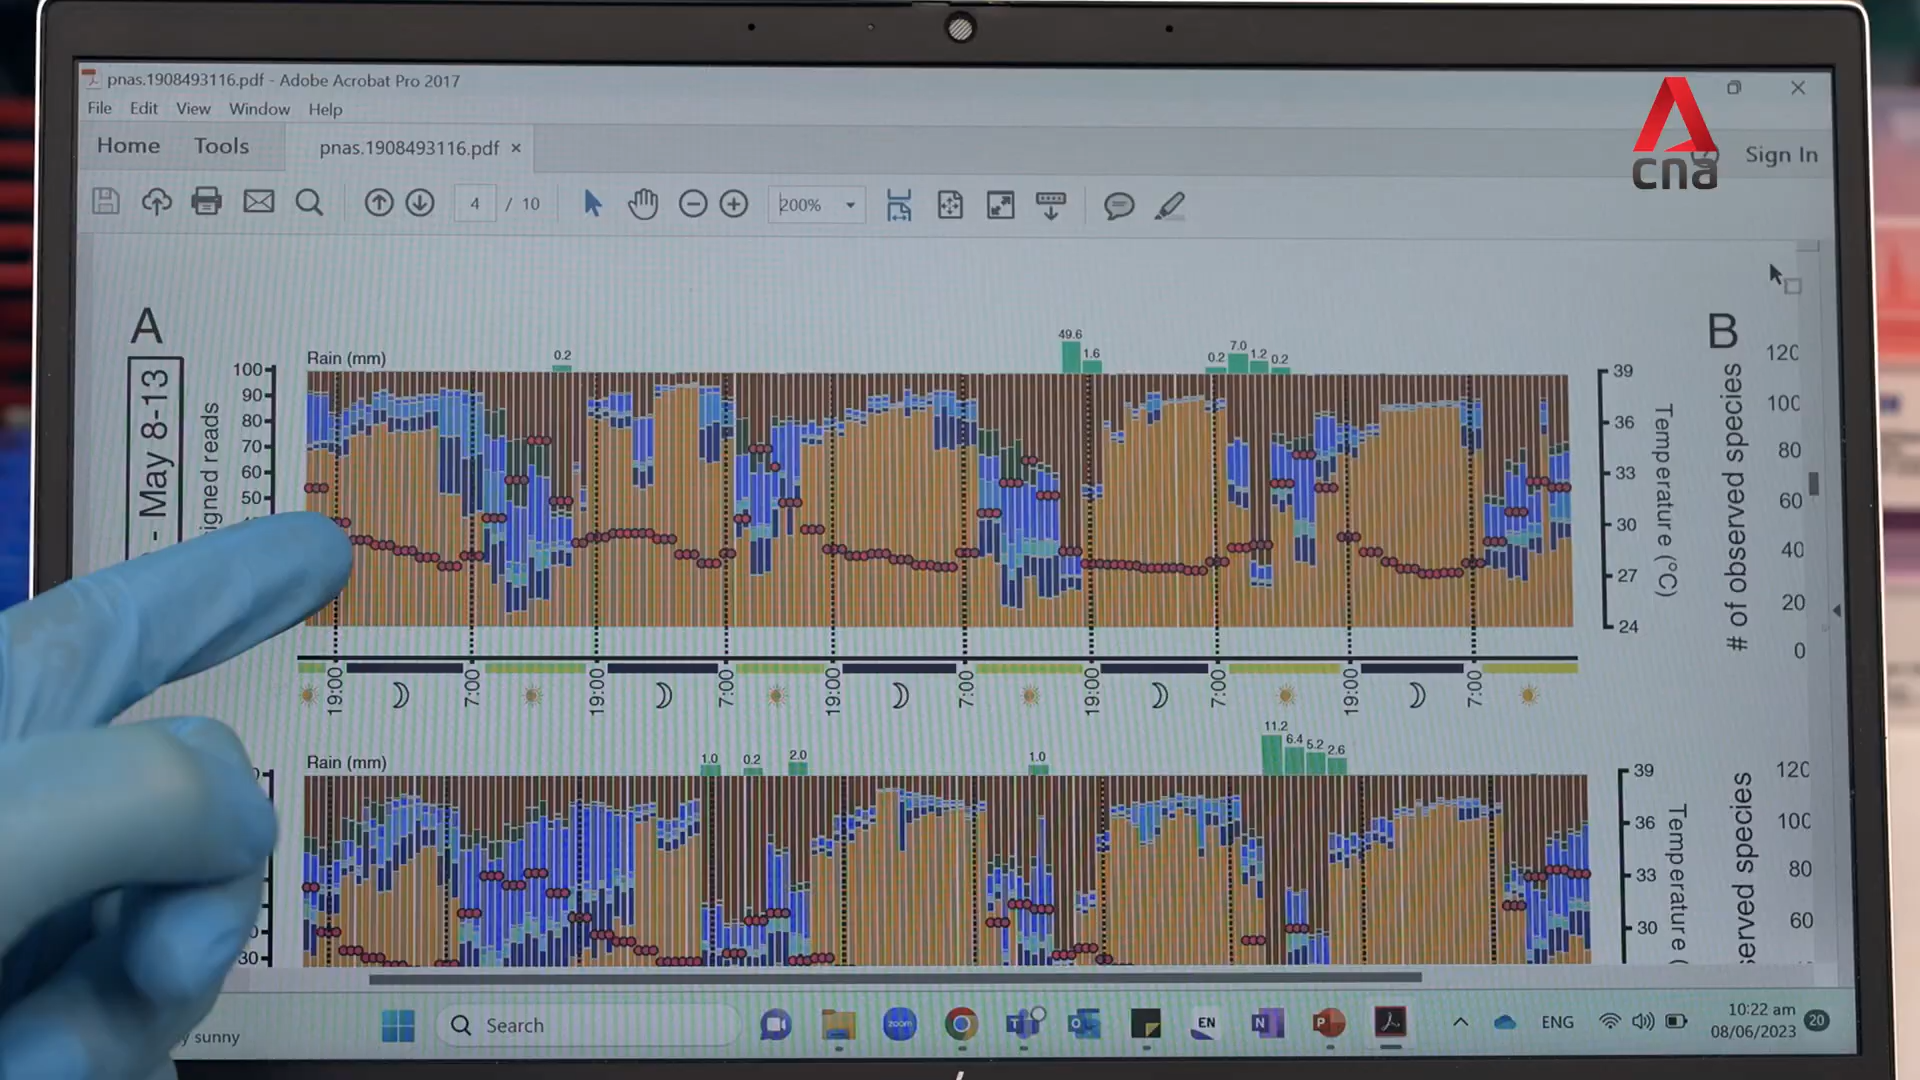 pnas.1908493116.pdf - Adobe Acrobat Pro 2017
cna
File Edit View Window Help
Home Tools pnas.1908493116.pdf × Sign In
4 / 10 200%
A
B
- May 8-13
igned reads
Rain (mm)
0.2 49.6 1.6 0.2 7.0 1.2 0.2
100
90
80
70
60
50
39
36
33
30
27
24
Temperature (°C)
# of observed species
120
100
80
60
40
20
0
19:00 7:00 19:00 7:00 19:00 7:00 19:00 7:00 19:00 7:00
Rain (mm)
1.0 0.2 2.0 1.0 11.2 6.4 5.2 2.6
30
39
36
33
30
Temperature (
served species
120
100
80
60
y sunny
Search
zoom
EN
N
P
ENG
10:22 am
08/06/2023
20